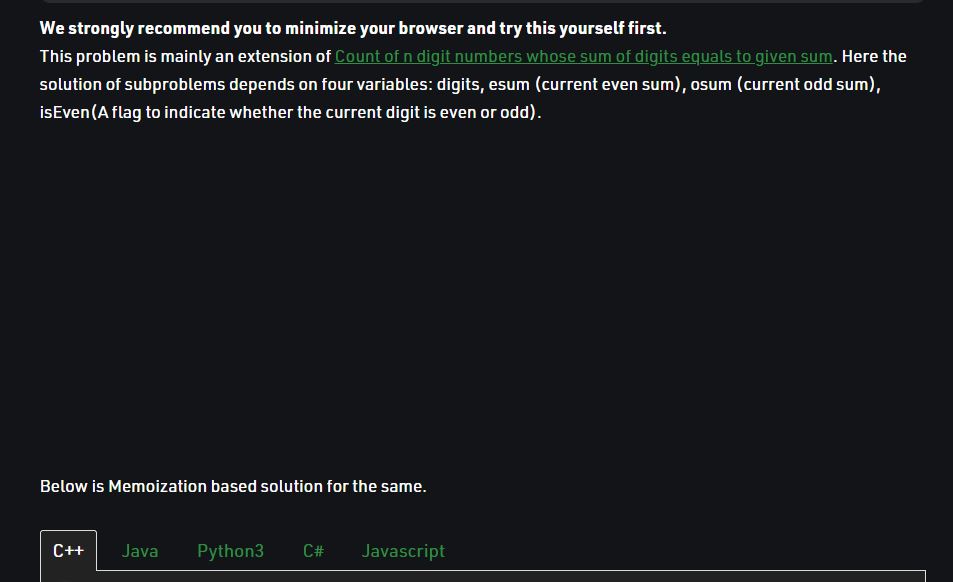 We strongly recommend you to minimize your browser and try this yourself first.
This problem is mainly an extension of Count of n digit numbers whose sum of digits equals to given sum. Here the
solution of subproblems depends on four variables: digits, esum (current even sum), osum (current odd sum),
isEven(A flag to indicate whether the current digit is even or odd).
Below is Memoization based solution for the same.
C++ Java Python3 C# Javascript